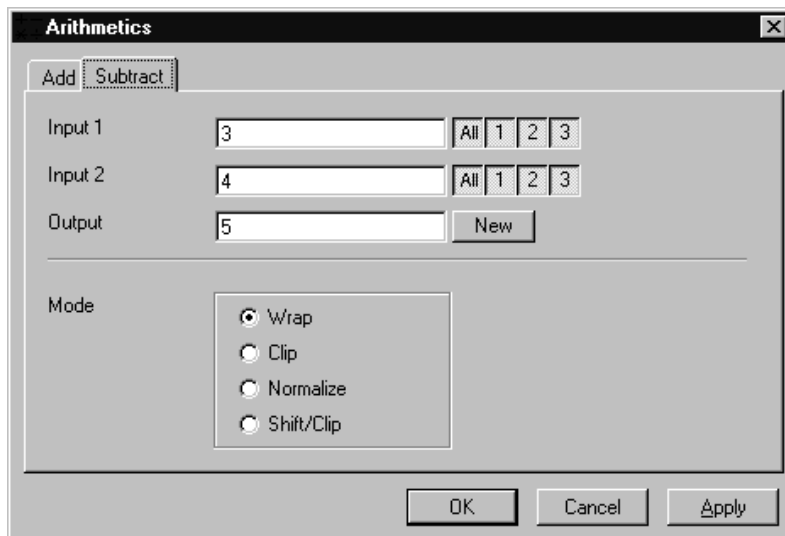 Arithmetics
Add Subtract
Input 1 3 All 1 2 3
Input 2 4 All 1 2 3
Output 5 New
Mode
Wrap
Clip
Normalize
Shift/Clip
OK Cancel Apply